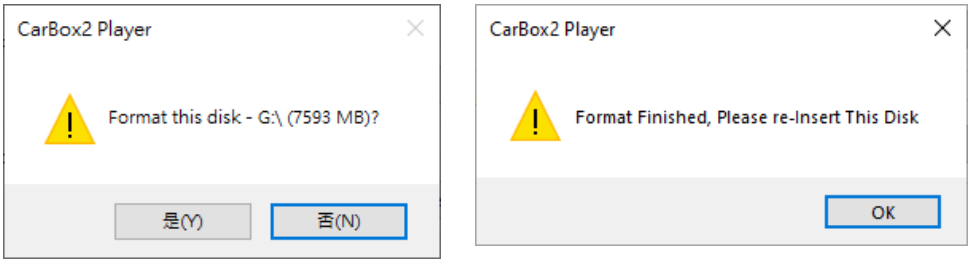 CarBox2 Player
Format this disk - G:\ (7593 MB)?
是(Y)
否(N)
CarBox2 Player
Format Finished, Please re-Insert This Disk
OK